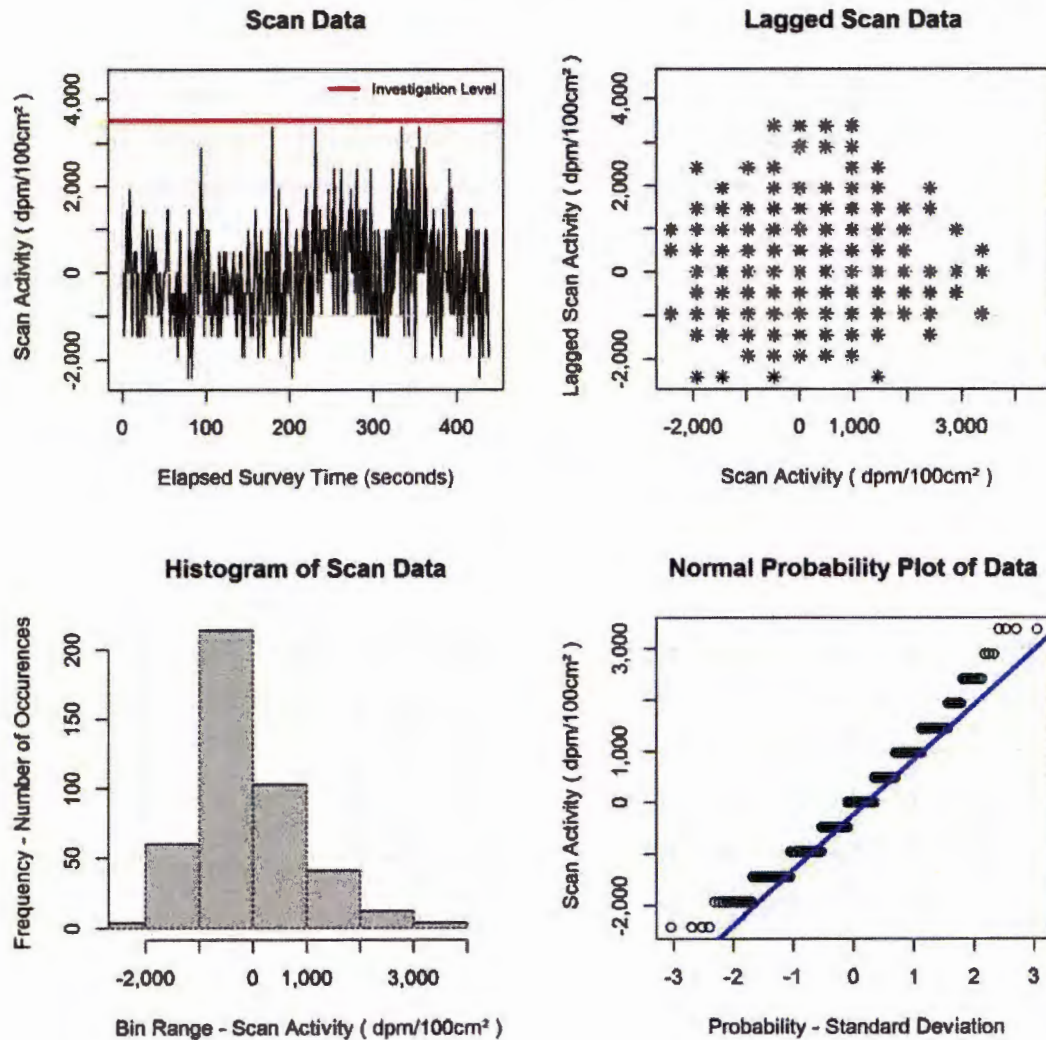 Scan Data
Investigation Level
Scan Activity ( dpm/100cm² )
4,000
2,000
0
-2,000
0 100 200 300 400
Elapsed Survey Time (seconds)
Lagged Scan Data
Lagged Scan Activity ( dpm/100cm² )
4,000
2,000
0
-2,000
-2,000 0 1,000 3,000
Scan Activity ( dpm/100cm² )
Histogram of Scan Data
Frequency - Number of Occurences
200
150
100
50
0
-2,000 0 1,000 3,000
Bin Range - Scan Activity ( dpm/100cm² )
Normal Probability Plot of Data
Scan Activity ( dpm/100cm² )
3,000
1,000
0
-2,000
-3 -2 -1 0 1 2 3
Probability - Standard Deviation